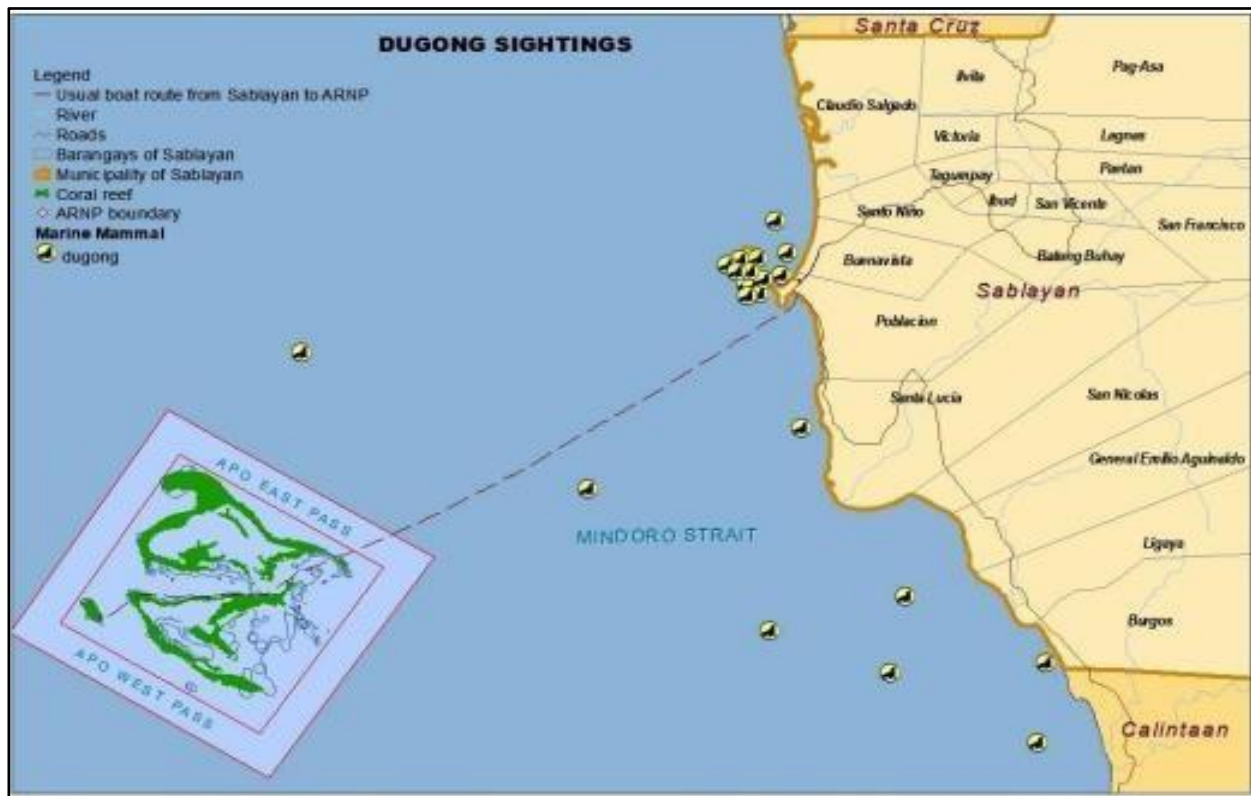 Santa Cruz
DUGONG SIGHTINGS
Legend
Usual boat route from Sablayan to ARNP
River
Roads
Barangays of Sablayan
Municipality of Sablayan
Coral reef
ARNP boundary
Marine Mammal
dugong
Pag-Asa
Ilvita
Claudio Salgado
Victoria
Lagnas
Tagumpay
Paetan
Ibud
San Vicente
Santo Niño
San Francisco
Buenavista
Batong Buhay
Sablayan
Poblacion
Santa Lucia
San Nicolas
General Emilio Aguinaldo
APO EAST PASS
MINDORO STRAIT
Ligaya
Burgos
APO WEST PASS
Calintaan